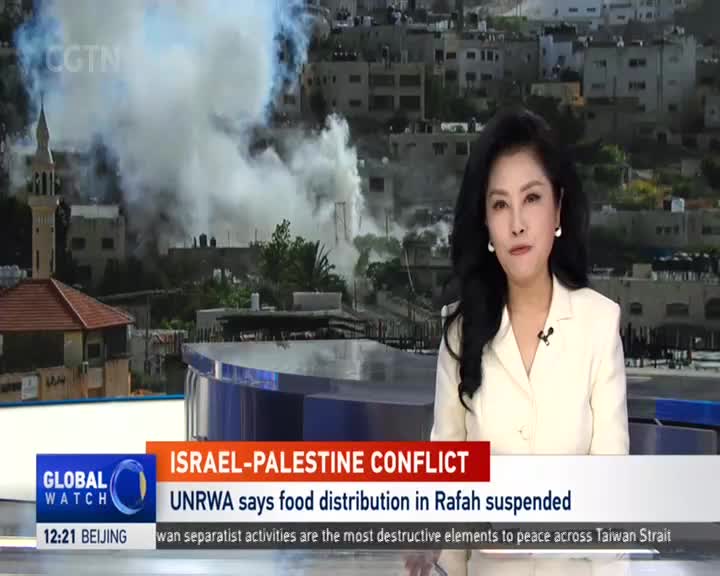 CGTN
ISRAEL-PALESTINE CONFLICT
GLOBAL
WATCH
UNRWA says food distribution in Rafah suspended
12:21 BEIJING
wan separatist activities are the most destructive elements to peace across Taiwan Strait